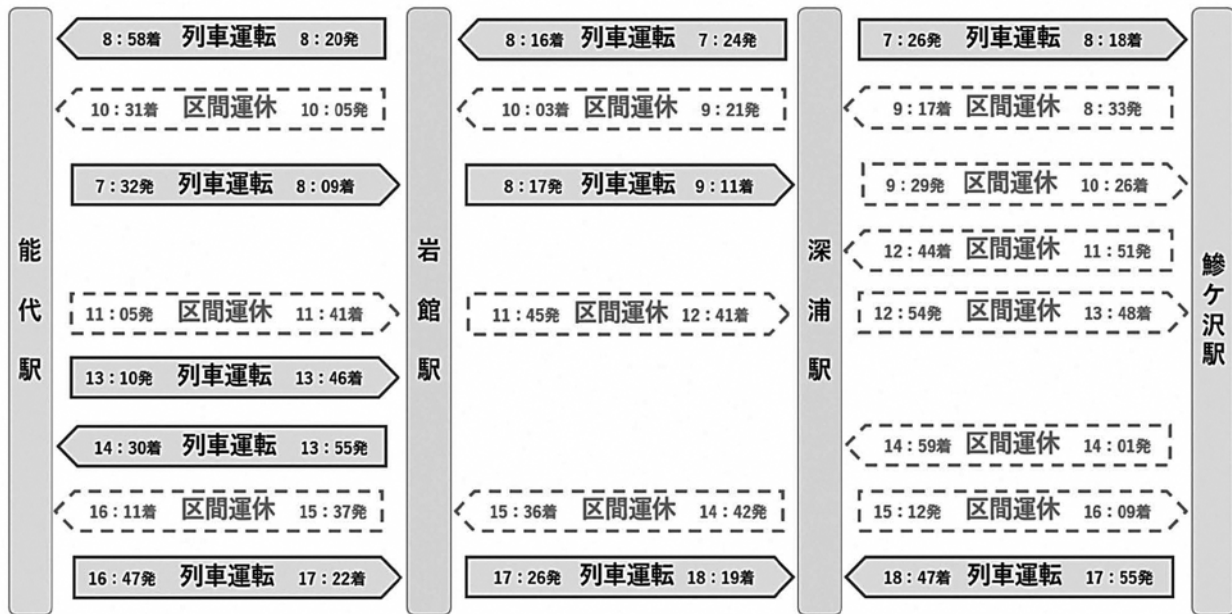 能代駅
岩館駅
深浦駅
鰺ケ沢駅
8:58着 列車運転 8:20発
8:16着 列車運転 7:24発
7:26発 列車運転 8:18着
10:31着 区間運休 10:05発
10:03着 区間運休 9:21発
9:17着 区間運休 8:33発
7:32発 列車運転 8:09着
8:17発 列車運転 9:11着
9:29発 区間運休 10:26着
12:44着 区間運休 11:51発
11:05発 区間運休 11:41着
11:45発 区間運休 12:41着
12:54発 区間運休 13:48着
13:10発 列車運転 13:46着
14:30着 列車運転 13:55発
14:59着 区間運休 14:01発
16:11着 区間運休 15:37発
15:36着 区間運休 14:42発
15:12発 区間運休 16:09着
16:47発 列車運転 17:22着
17:26発 列車運転 18:19着
18:47着 列車運転 17:55発